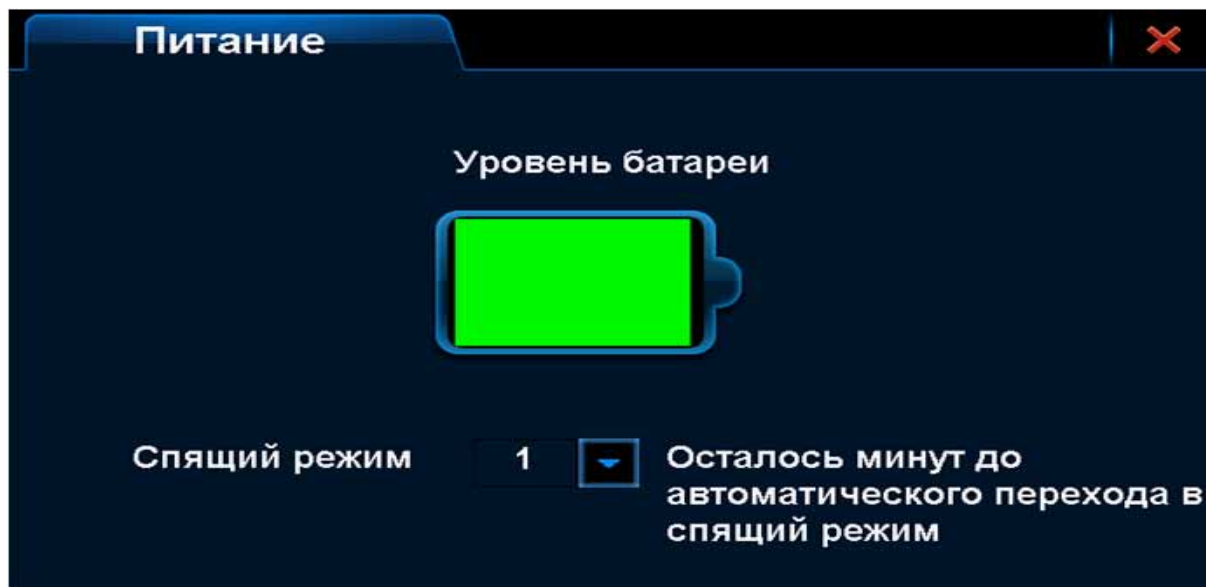 Питание
Уровень батареи
Спящий режим
1
Осталось минут до
автоматического перехода в
спящий режим